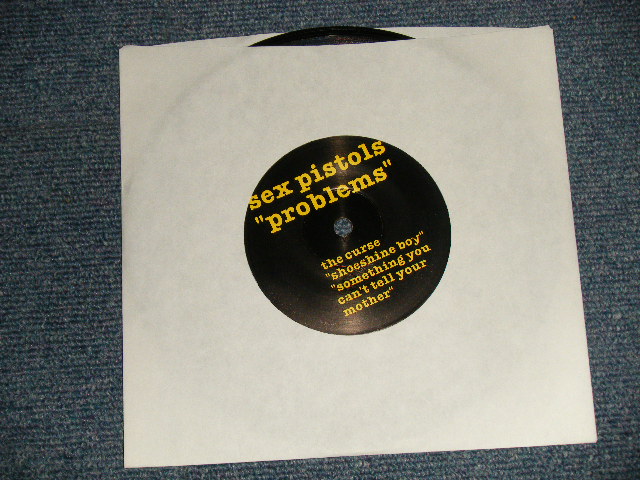 sex pistols
"problems"
the curse
"shoeshine boy"
"something you
can't tell your
mother"